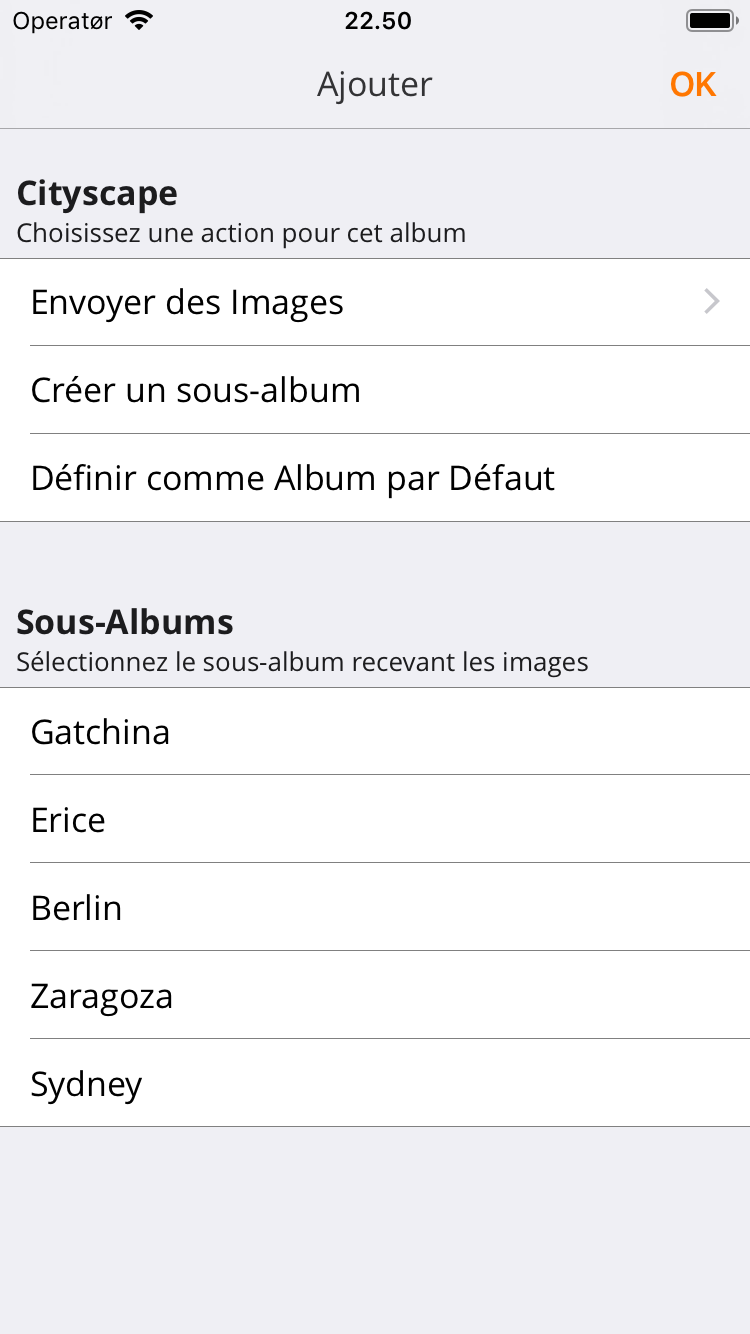 Operatør 22.50
Ajouter OK
Cityscape
Choisissez une action pour cet album
Envoyer des Images
Créer un sous-album
Définir comme Album par Défaut
Sous-Albums
Sélectionnez le sous-album recevant les images
Gatchina
Erice
Berlin
Zaragoza
Sydney